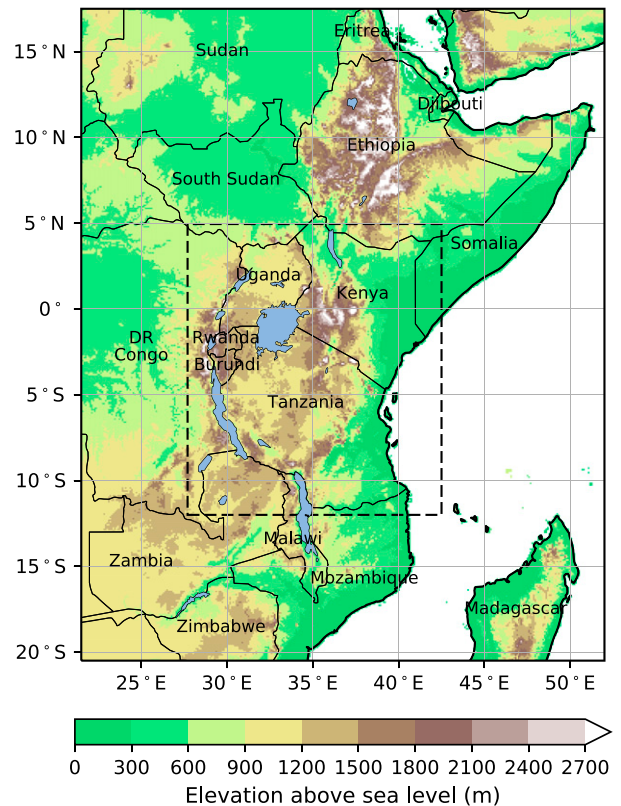 15° N
10° N
5° N
0°
5° S
10° S
15° S
20° S
Eritrea
Sudan
Djibouti
Ethiopia
South Sudan
Somalia
Uganda
Kenya
DR
Congo
Rwanda
Burundi
Tanzania
Malawi
Zambia
Mozambique
Madagascar
Zimbabwe
25° E
30° E
35° E
40° E
45° E
50° E
0
300
600
900
1200
1500
1800
2100
2400
2700
Elevation above sea level (m)